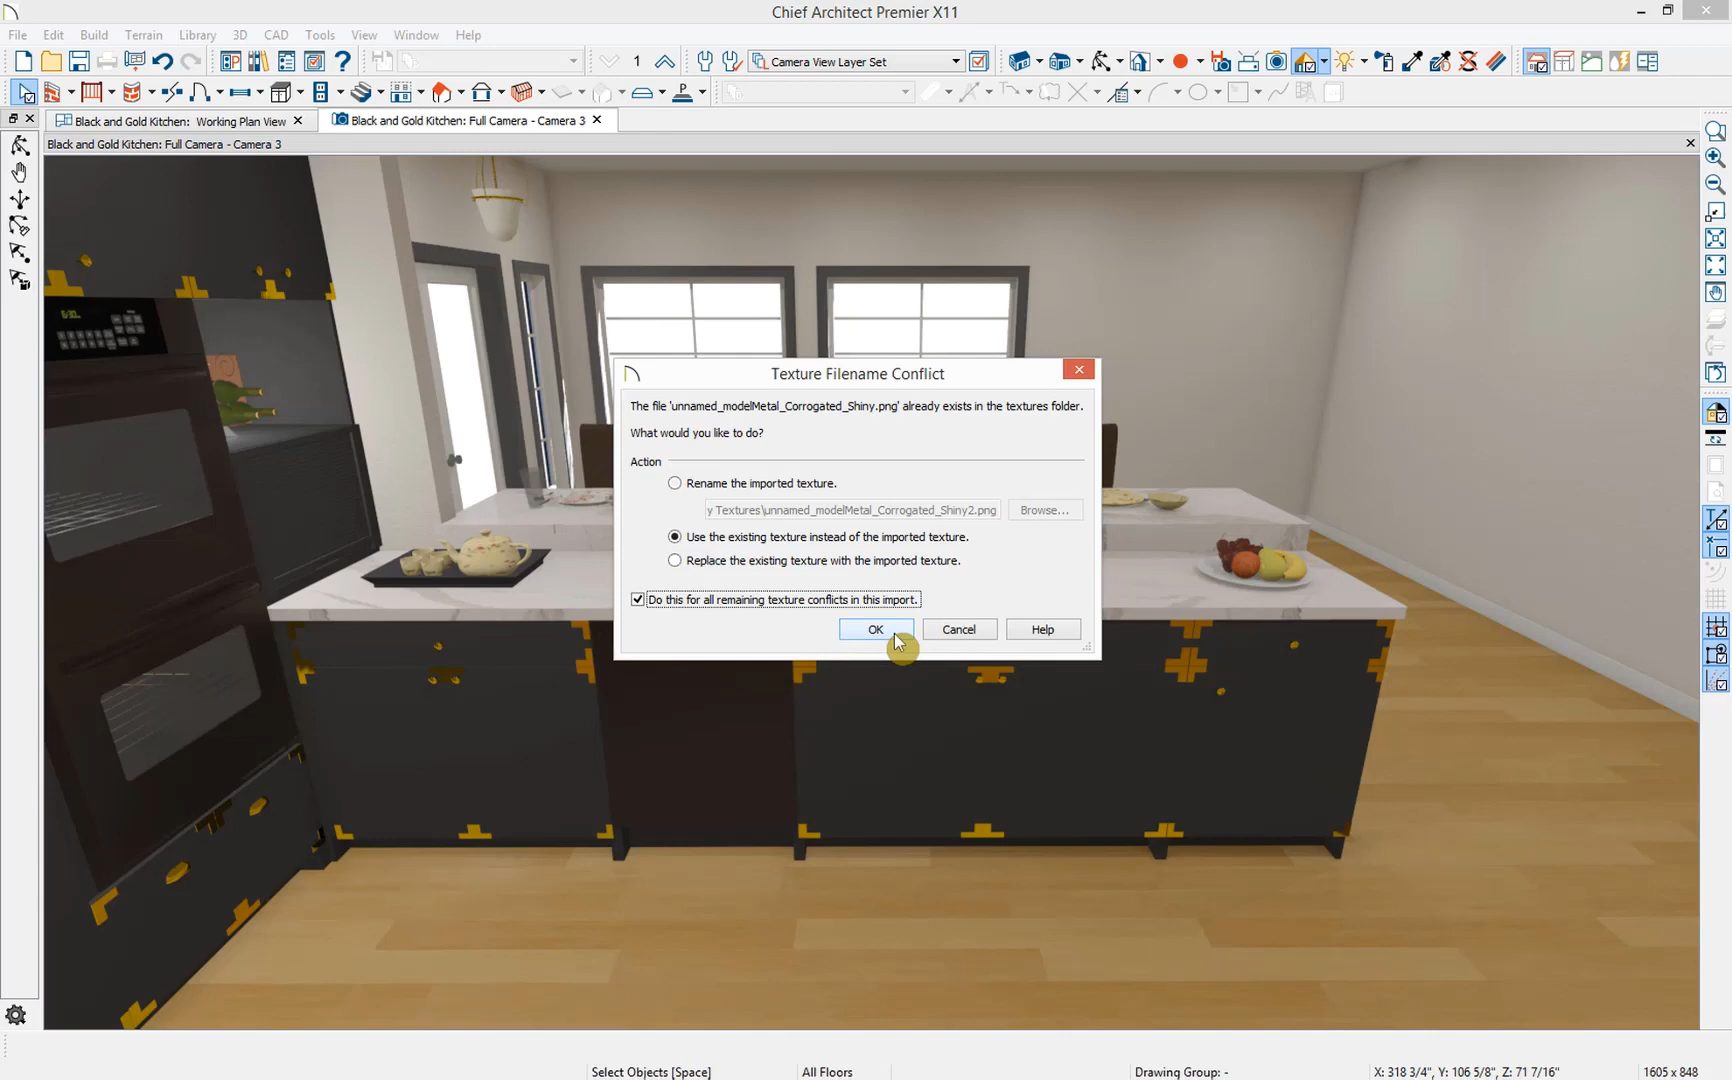 Chief Architect Premier X11
File Edit Build Terrain Library 3D CAD Tools View Window Help
1 Camera View Layer Set
Black and Gold Kitchen: Working Plan View
Black and Gold Kitchen: Full Camera - Camera 3
Black and Gold Kitchen: Full Camera - Camera 3
Texture Filename Conflict
The file 'unnamed_modelMetal_Corrogated_Shiny.png' already exists in the textures folder.
What would you like to do?
Action
Rename the imported texture.
y Textures\unnamed_modelMetal_Corrogated_Shiny2.png Browse...
Use the existing texture instead of the imported texture.
Replace the existing texture with the imported texture.
Do this for all remaining texture conflicts in this import.
OK Cancel Help
Select Objects [Space] All Floors Drawing Group: - X: 318 3/4", Y: 106 5/8", Z: 71 7/16" 1605 x 848